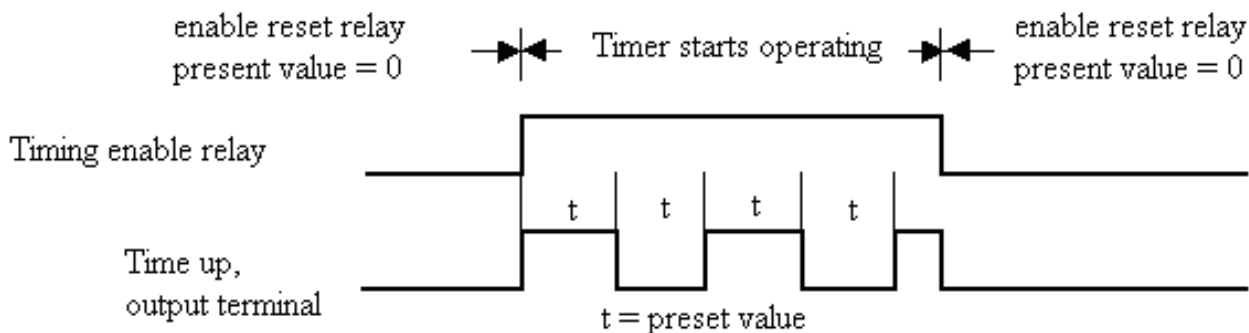 enable reset relay
present value = 0
Timer starts operating
enable reset relay
present value = 0
Timing enable relay
t
t
t
t
Time up,
output terminal
t = preset value